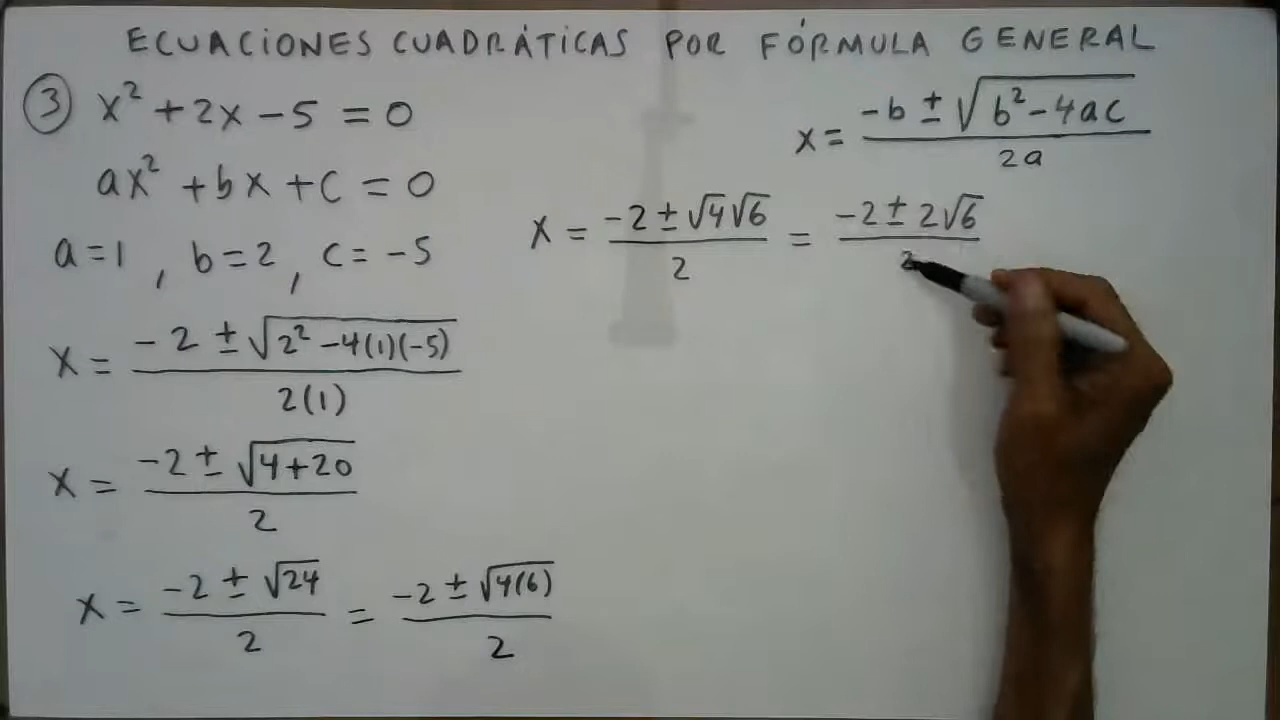 ECUACIONES CUADRÁTICAS POR FÓRMULA GENERAL
③ x² + 2x − 5 = 0
ax² + bx + c = 0
a = 1 , b = 2 , c = −5
x = (−2 ± √(2² − 4(1)(−5))) / 2(1)
x = (−2 ± √(4+20)) / 2
x = (−2 ± √24) / 2 = (−2 ± √(4(6))) / 2
x = (−b ± √(b² − 4ac)) / 2a
x = (−2 ± √4√6) / 2 = (−2 ± 2√6) / 2